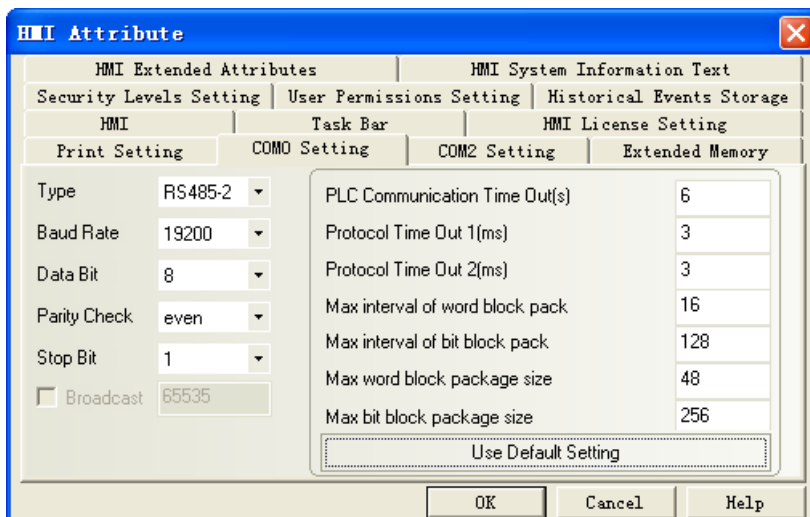 HMI Attribute
HMI Extended Attributes HMI System Information Text
Security Levels Setting User Permissions Setting Historical Events Storage
HMI Task Bar HMI License Setting
Print Setting COM0 Setting COM2 Setting Extended Memory
Type RS485-2
Baud Rate 19200
Data Bit 8
Parity Check even
Stop Bit 1
Broadcast 65535
PLC Communication Time Out(s) 6
Protocol Time Out 1(ms) 3
Protocol Time Out 2(ms) 3
Max interval of word block pack 16
Max interval of bit block pack 128
Max word block package size 48
Max bit block package size 256
Use Default Setting
OK Cancel Help